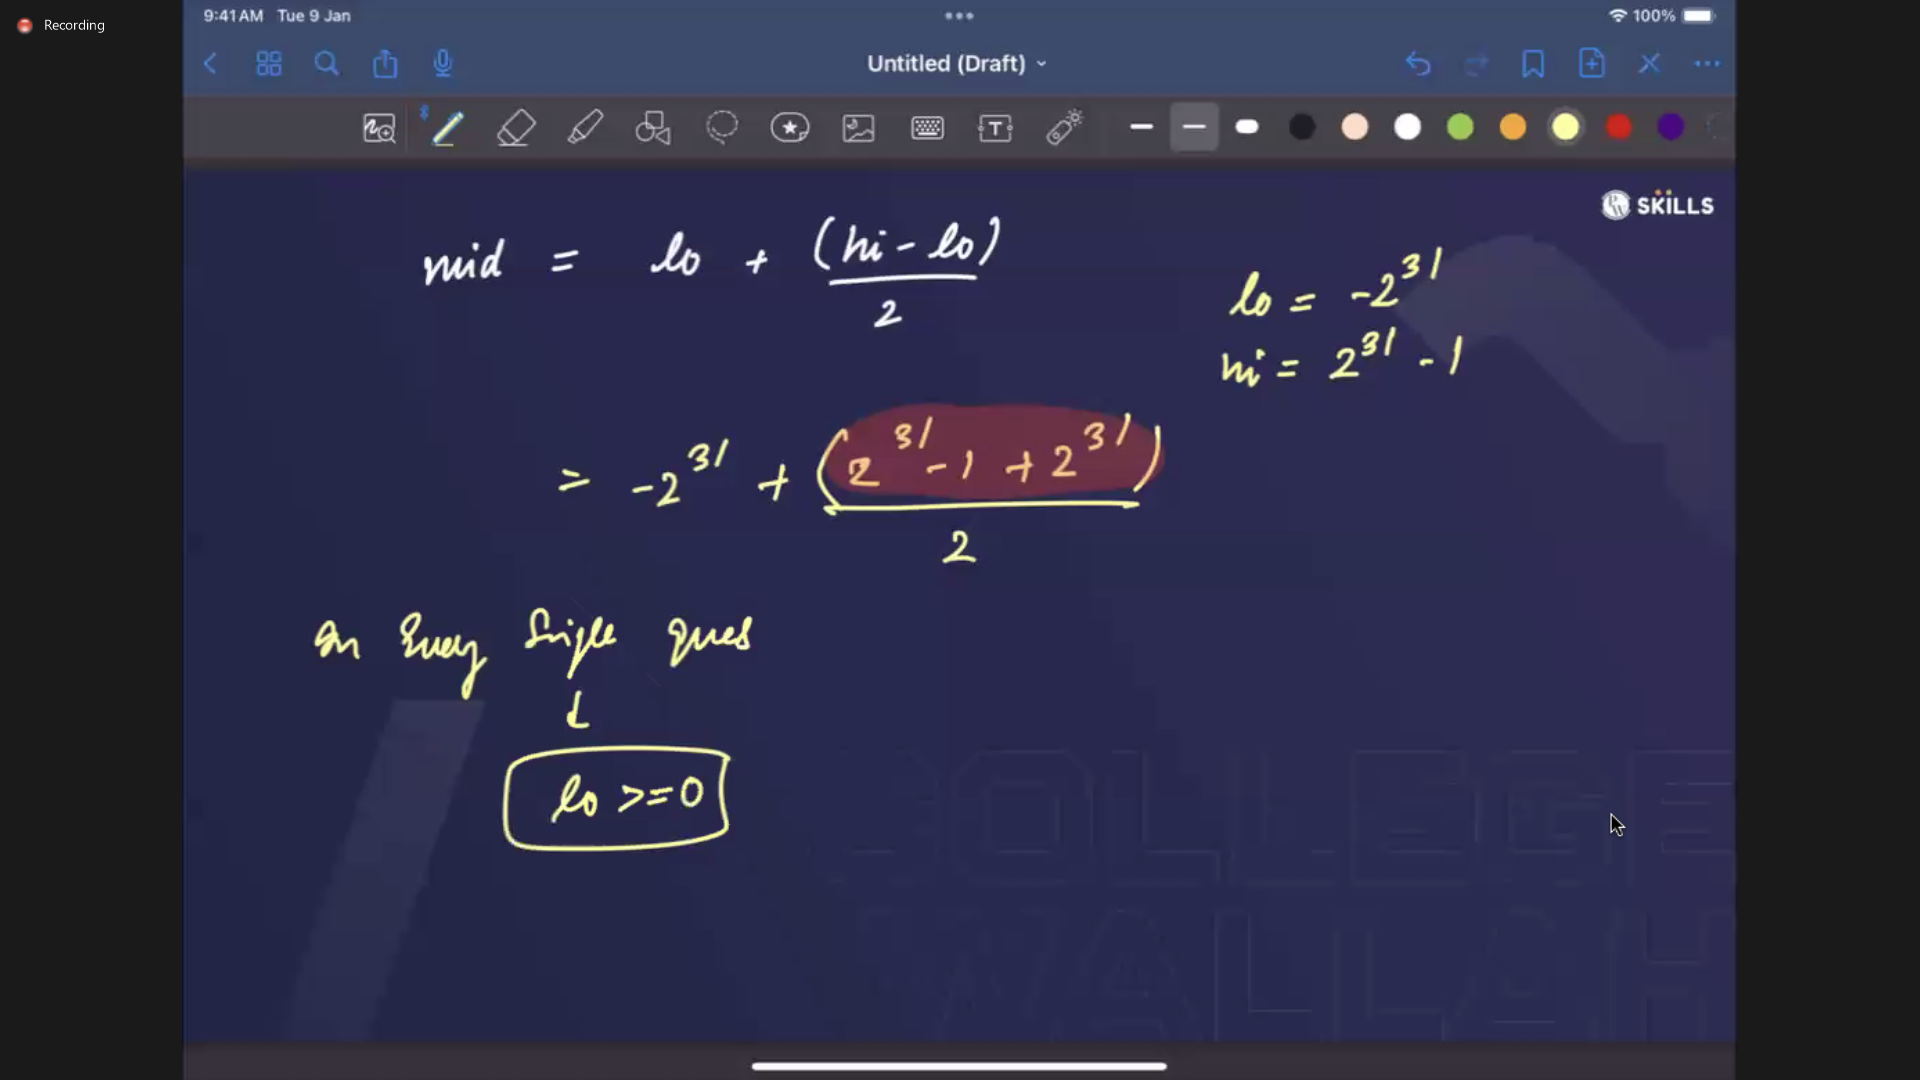 Recording
9:41 AM Tue 9 Jan
100%
Untitled (Draft)
T
PW SKILLS
mid = lo + (hi - lo) / 2
lo = -2^31
hi = 2^31 - 1
= -2^31 + (2^31 - 1 + 2^31) / 2
In Every Single ques
lo >= 0
COLLEGE
WALLAH